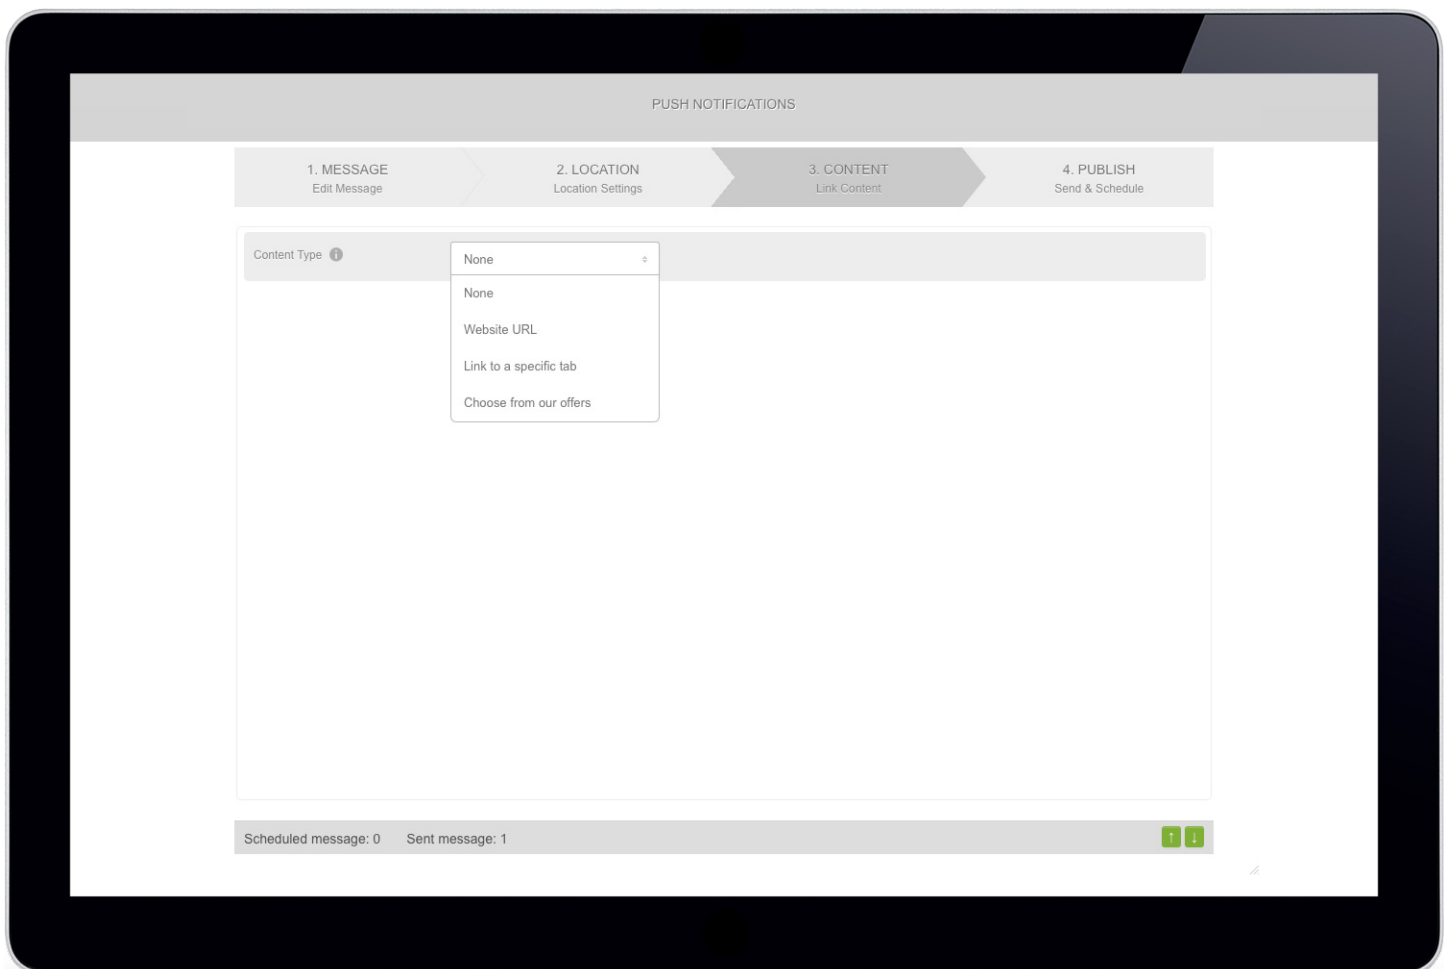 PUSH NOTIFICATIONS
1. MESSAGE
Edit Message
2. LOCATION
Location Settings
3. CONTENT
Link Content
4. PUBLISH
Send & Schedule
Content Type
None
None
Website URL
Link to a specific tab
Choose from our offers
Scheduled message: 0 Sent message: 1